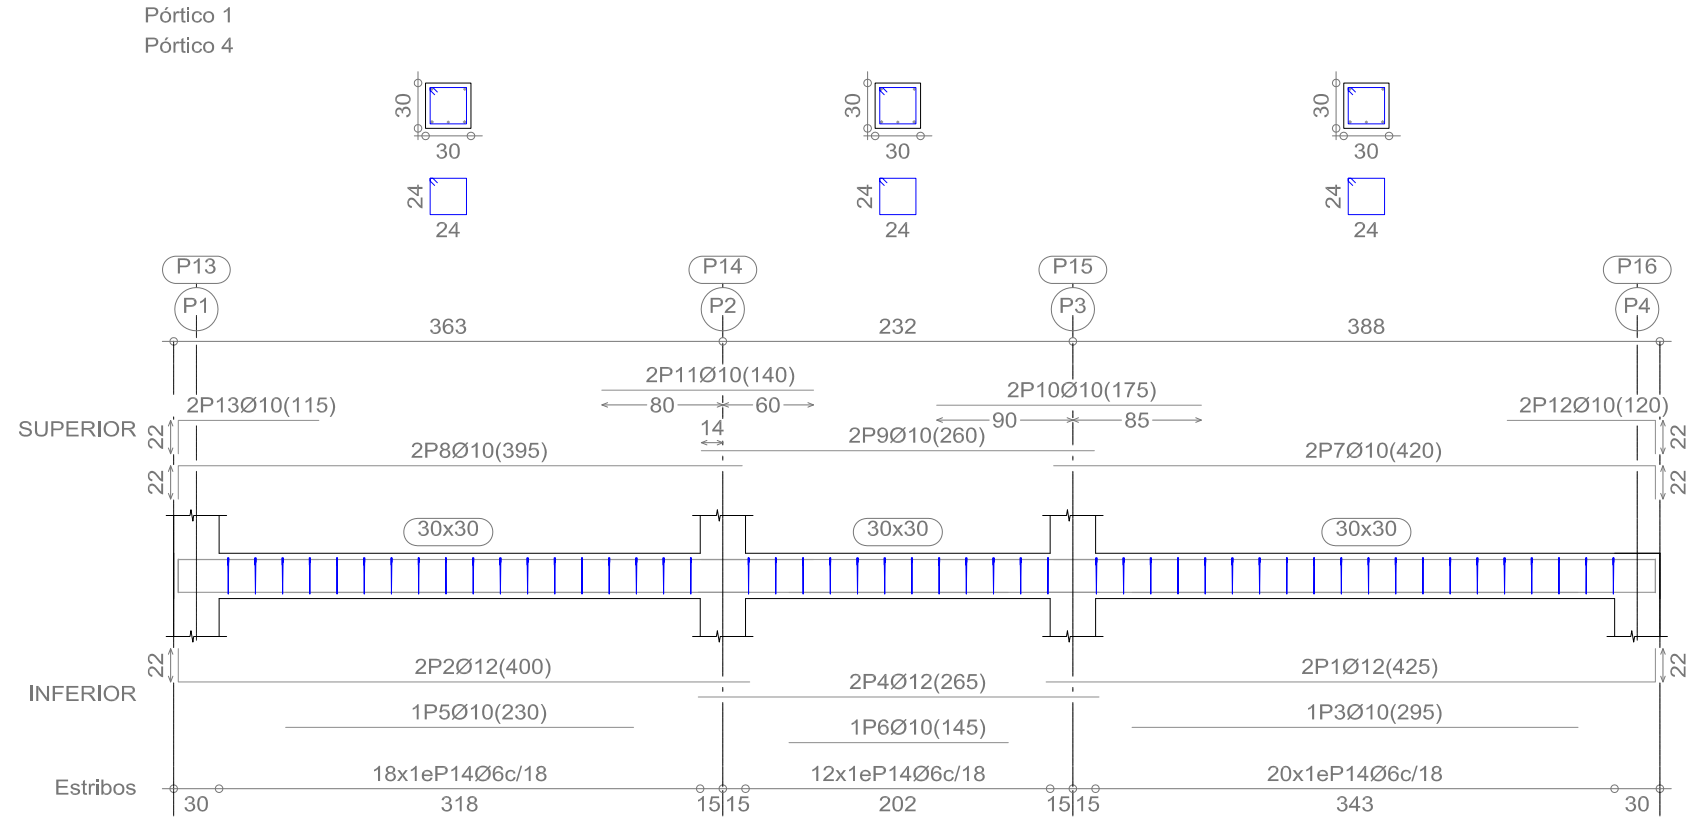 Pórtico 1
Pórtico 4
30 30 30
30 30 30
24 24 24
24 24 24
P13 P14 P15 P16
P1 P2 P3 P4
363 232 388
2P11Ø10(140) 2P10Ø10(175)
2P13Ø10(115) 80 60 2P12Ø10(120)
90 85
SUPERIOR 22 14 2P9Ø10(260) 22
2P8Ø10(395) 2P7Ø10(420)
22 22
30x30 30x30 30x30
22 2P2Ø12(400) 2P1Ø12(425) 22
2P4Ø12(265)
INFERIOR
1P5Ø10(230) 1P3Ø10(295)
1P6Ø10(145)
Estribos 18x1eP14Ø6c/18 12x1eP14Ø6c/18 20x1eP14Ø6c/18
30 318 15 15 202 15 15 343 30